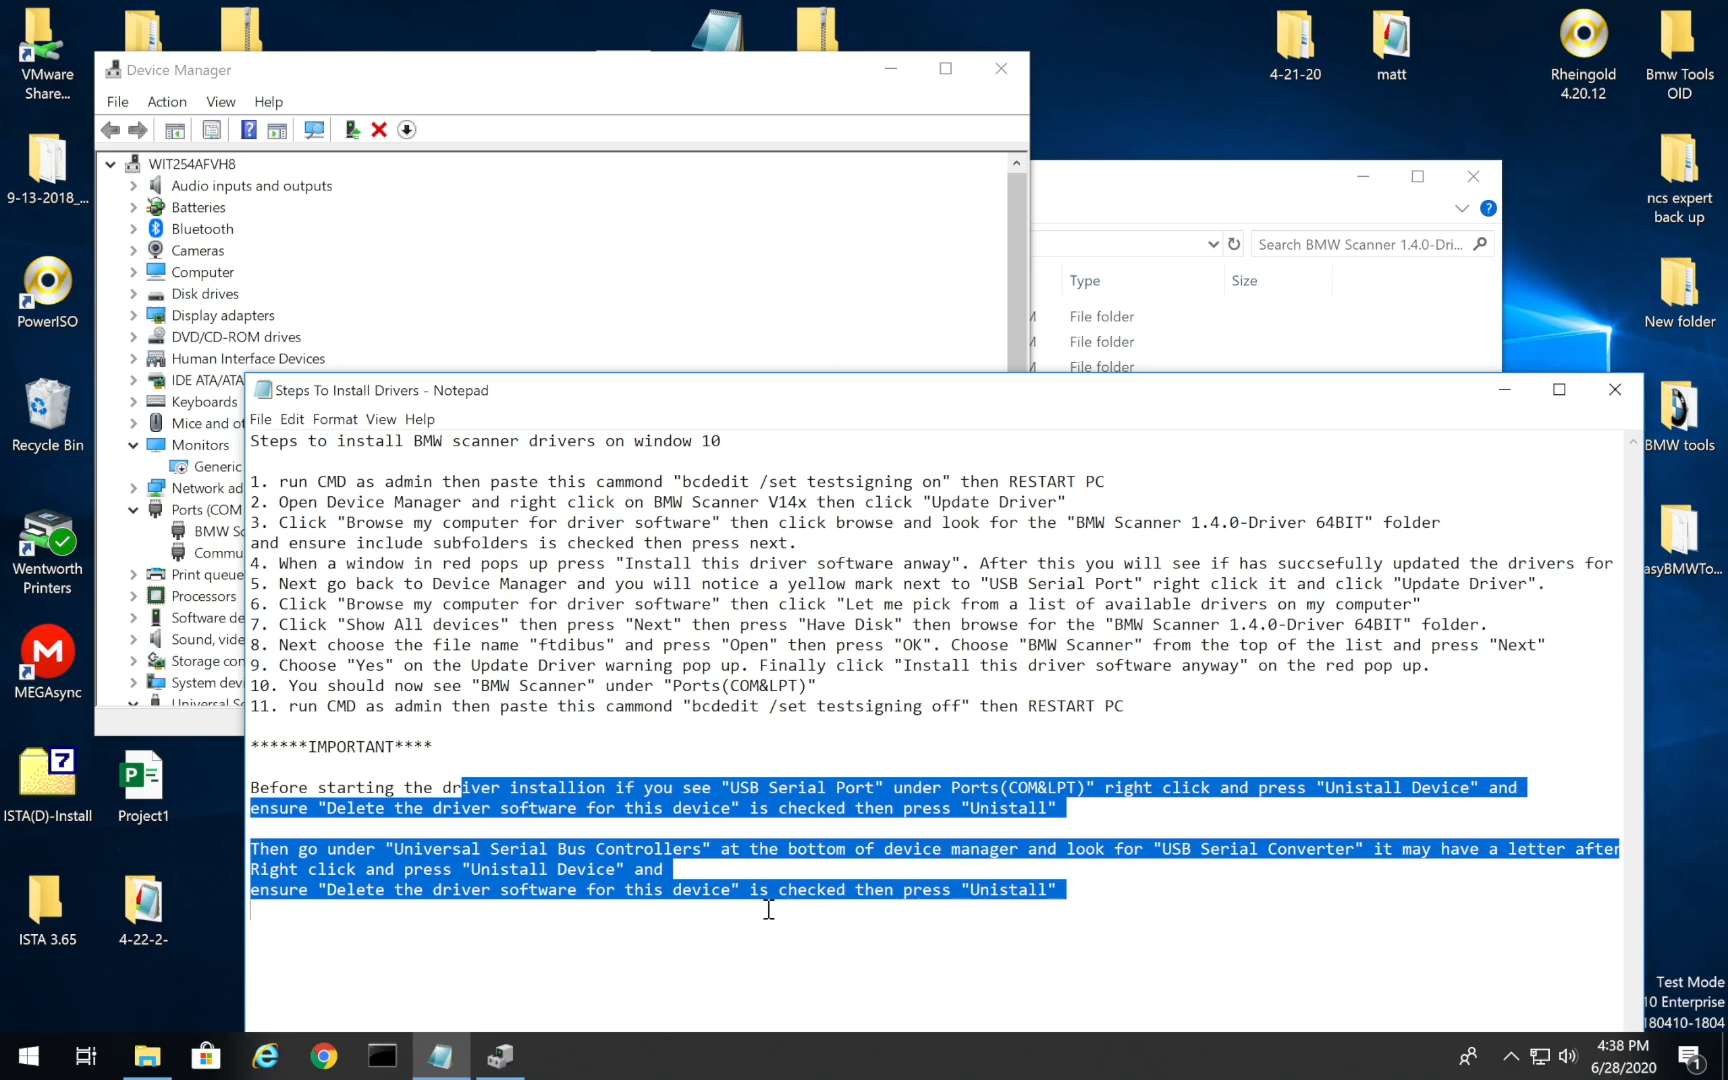 VMware
Share...
9-13-2018_...
PowerISO
Recycle Bin
Wentworth
Printers
MEGAsync
ISTA(D)-Install
Project1
ISTA 3.65
4-22-2-
4-21-20
matt
Rheingold
4.20.12
Bmw Tools
OID
ncs expert
back up
New folder
BMW tools
asyBMWTo...
Device Manager
File Action View Help
WIT254AFVH8
Audio inputs and outputs
Batteries
Bluetooth
Cameras
Computer
Disk drives
Display adapters
DVD/CD-ROM drives
Human Interface Devices
IDE ATA/ATA
Keyboards
Mice and ot
Monitors
Generic
Network ad
Ports (COM
BMW Sc
Commu
Print queue
Processors
Software de
Sound, vide
Storage con
System devi
Universal Se
Search BMW Scanner 1.4.0-Dri...
Type Size
File folder
File folder
File folder
Steps To Install Drivers - Notepad
File Edit Format View Help
Steps to install BMW scanner drivers on window 10
1. run CMD as admin then paste this cammond "bcdedit /set testsigning on" then RESTART PC
2. Open Device Manager and right click on BMW Scanner V14x then click "Update Driver"
3. Click "Browse my computer for driver software" then click browse and look for the "BMW Scanner 1.4.0-Driver 64BIT" folder
and ensure include subfolders is checked then press next.
4. When a window in red pops up press "Install this driver software anway". After this you will see if has succsefully updated the drivers for
5. Next go back to Device Manager and you will notice a yellow mark next to "USB Serial Port" right click it and click "Update Driver".
6. Click "Browse my computer for driver software" then click "Let me pick from a list of available drivers on my computer"
7. Click "Show All devices" then press "Next" then press "Have Disk" then browse for the "BMW Scanner 1.4.0-Driver 64BIT" folder.
8. Next choose the file name "ftdibus" and press "Open" then press "OK". Choose "BMW Scanner" from the top of the list and press "Next"
9. Choose "Yes" on the Update Driver warning pop up. Finally click "Install this driver software anyway" on the red pop up.
10. You should now see "BMW Scanner" under "Ports(COM&LPT)"
11. run CMD as admin then paste this cammond "bcdedit /set testsigning off" then RESTART PC
******IMPORTANT****
Before starting the driver installion if you see "USB Serial Port" under Ports(COM&LPT)" right click and press "Unistall Device" and
ensure "Delete the driver software for this device" is checked then press "Unistall"
Then go under "Universal Serial Bus Controllers" at the bottom of device manager and look for "USB Serial Converter" it may have a letter after
Right click and press "Unistall Device" and
ensure "Delete the driver software for this device" is checked then press "Unistall"
Test Mode
10 Enterprise
180410-1804
4:38 PM
6/28/2020
1